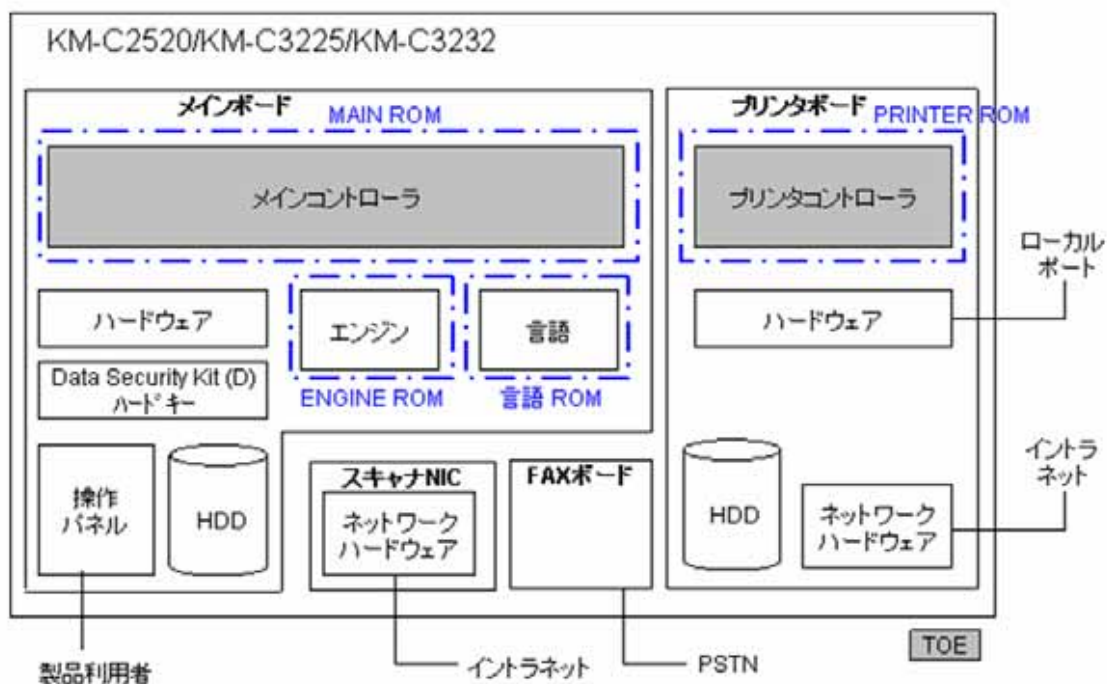 KM-C2520/KM-C3225/KM-C3232
メインボード
MAIN ROM
メインコントローラ
プリンタボード
PRINTER ROM
プリンタコントローラ
ローカル
ポート
ハードウェア
エンジン
言語
ハードウェア
Data Security Kit (D)
ハードキー
ENGINE ROM
言語 ROM
操作
パネル
HDD
スキャナNIC
ネットワーク
ハードウェア
FAXボード
HDD
ネットワーク
ハードウェア
イントラ
ネット
製品利用者
イントラネット
PSTN
TOE